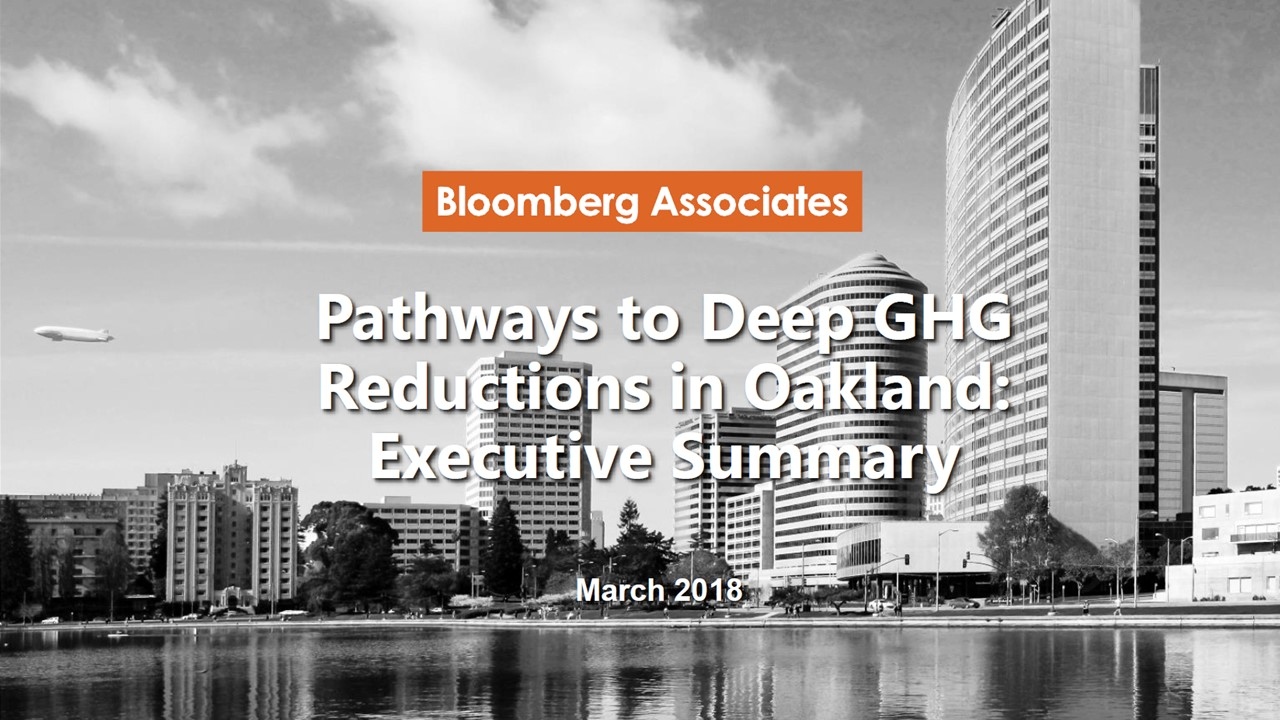 Bloomberg Associates
Pathways to Deep GHG
Reductions in Oakland:
Executive Summary
March 2018